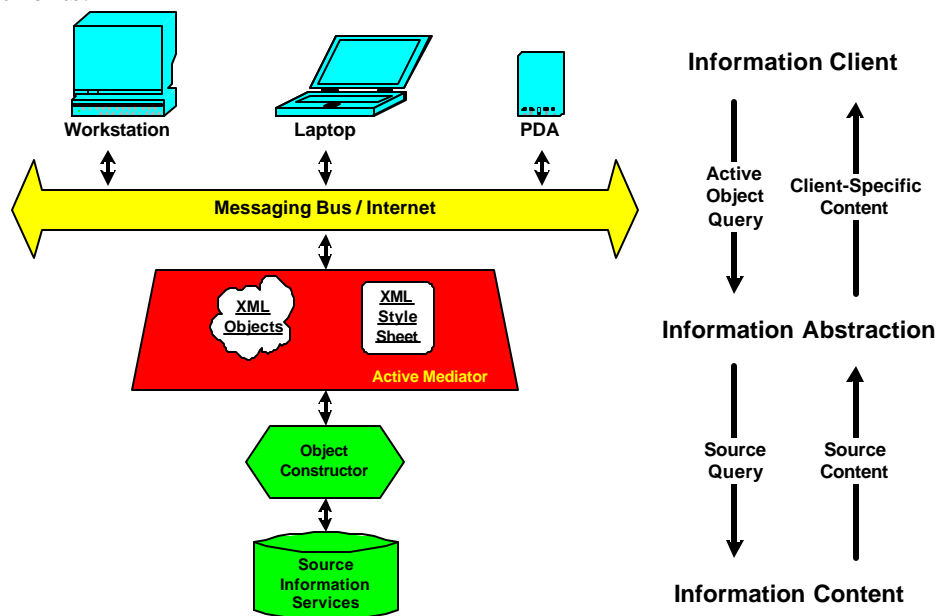 Workstation
Laptop
PDA
Messaging Bus / Internet
XML
Objects
XML
Style
Sheet
Active Mediator
Object
Constructor
Source
Information
Services
Information Client
Active
Object
Query
Client-Specific
Content
Information Abstraction
Source
Query
Source
Content
Information Content